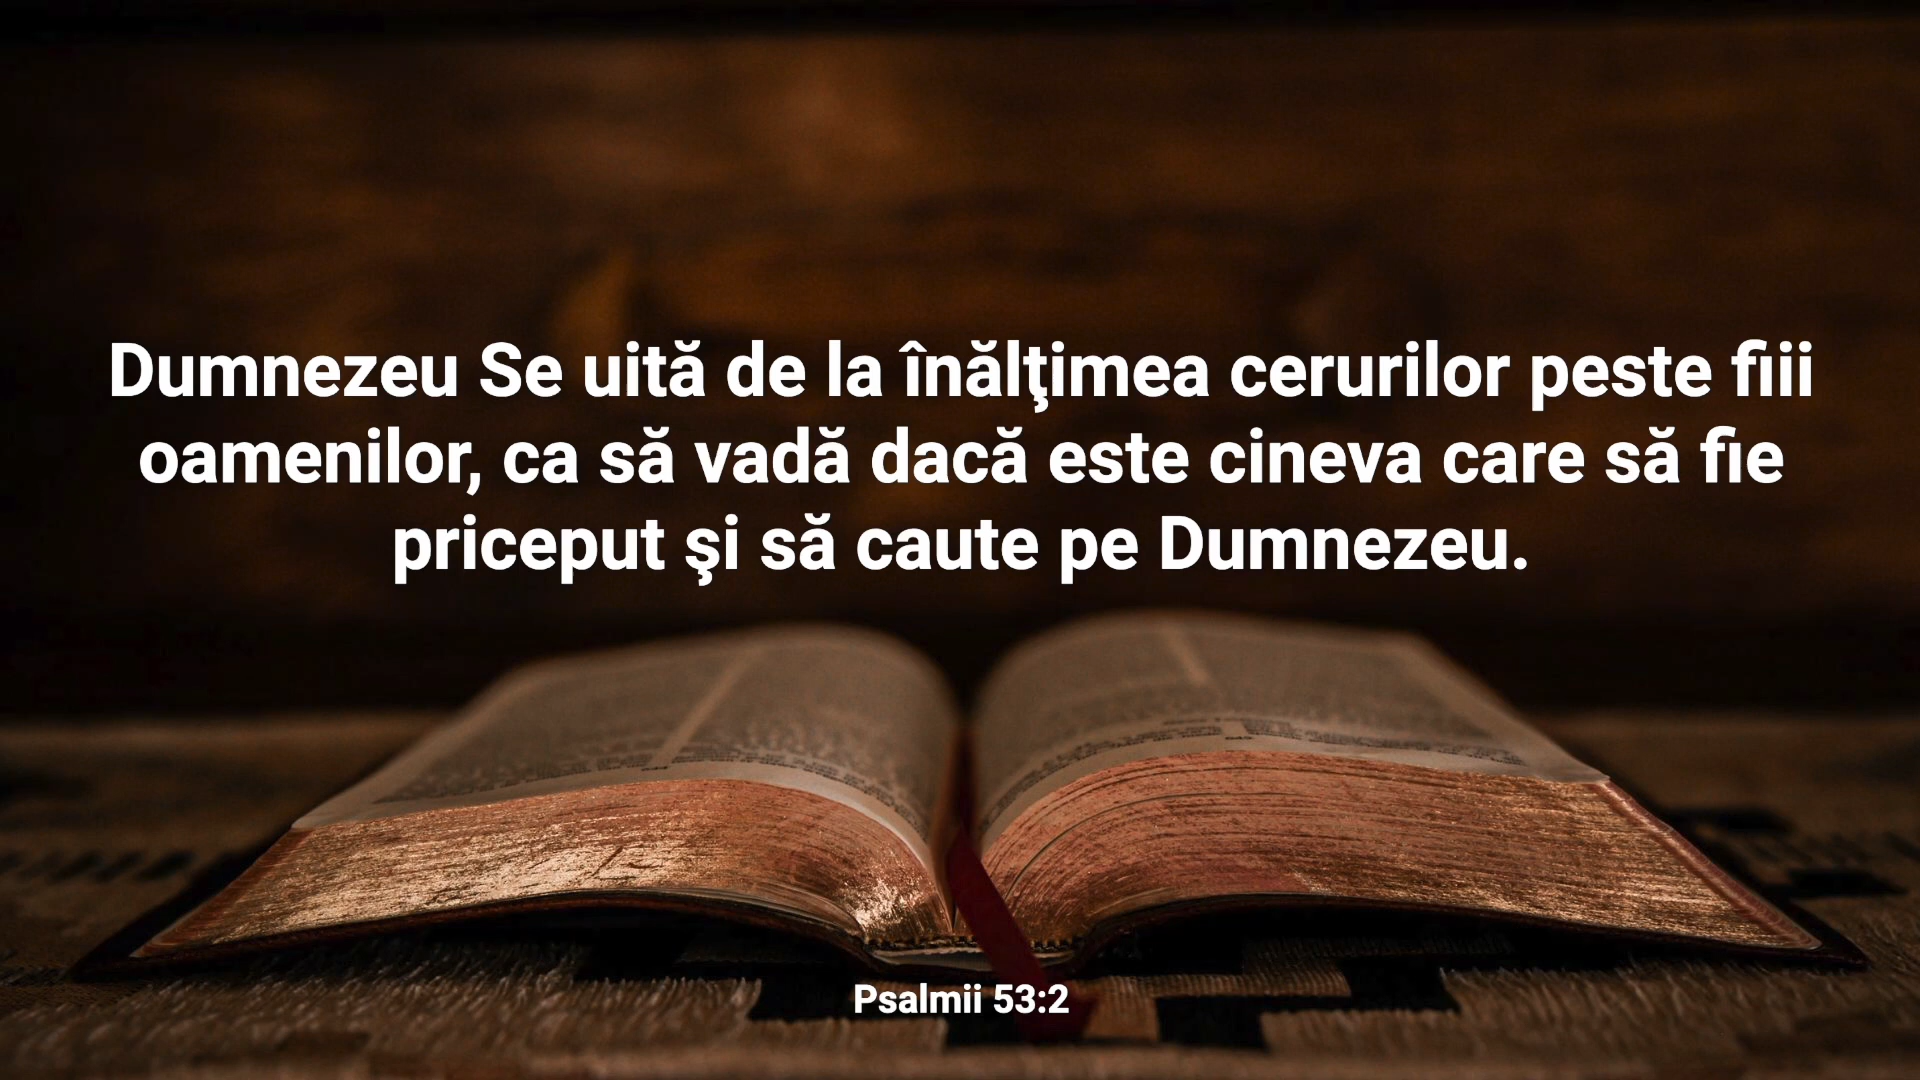 Dumnezeu Se uită de la înălţimea cerurilor peste fiii
oamenilor, ca să vadă dacă este cineva care să fie
priceput şi să caute pe Dumnezeu.
Psalmii 53:2